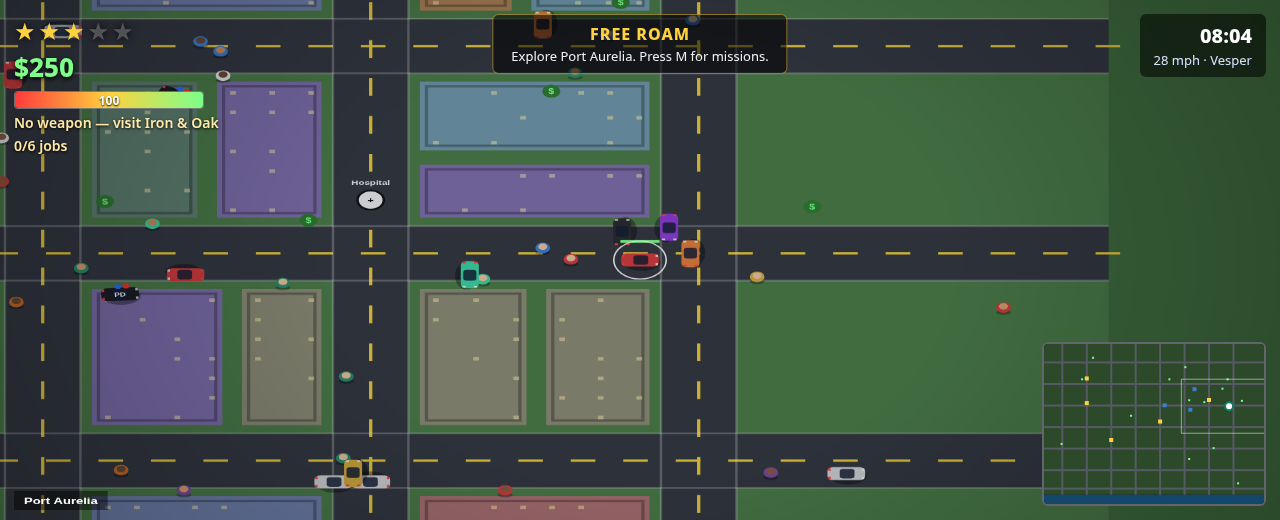 FREE ROAM
Explore Port Aurelia. Press M for missions.
08:04
28 mph · Vesper
$250
100
No weapon — visit Iron & Oak
0/6 jobs
$
$
$
$
$
Hospital
+
PD
Port Aurelia